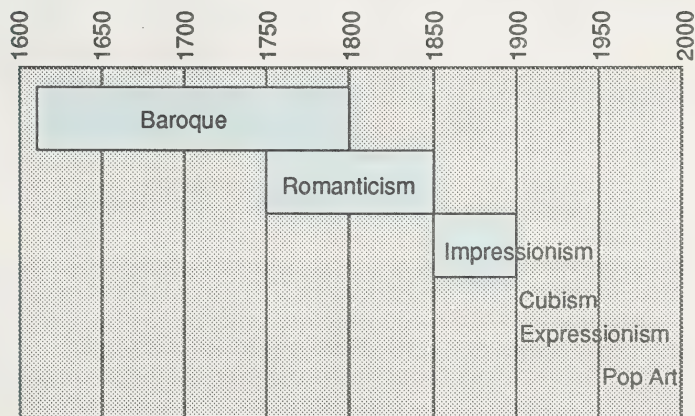 1600 1650 1700 1750 1800 1850 1900 1950 2000
Baroque
Romanticism
Impressionism
Cubism
Expressionism
Pop Art